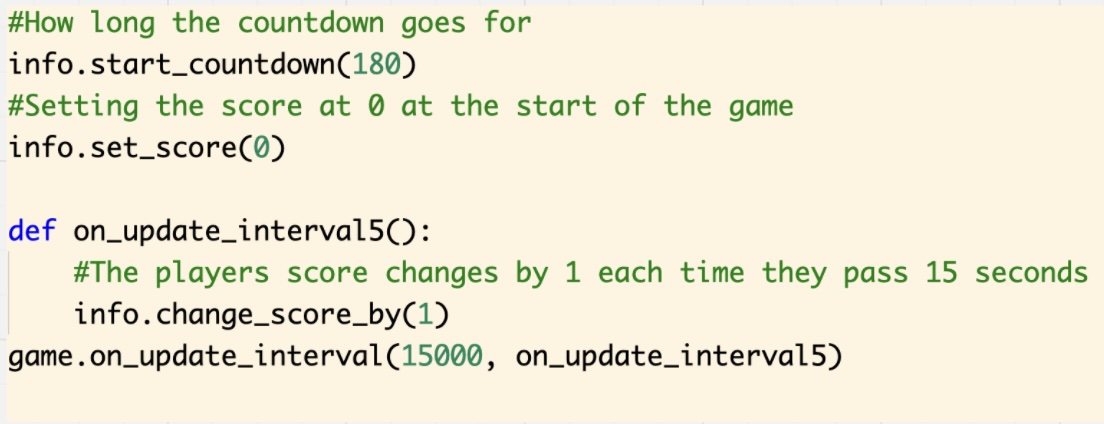 #How long the countdown goes for
info.start_countdown(180)
#Setting the score at 0 at the start of the game
info.set_score(0)
def on_update_interval5():
#The players score changes by 1 each time they pass 15 seconds
info.change_score_by(1)
game.on_update_interval(15000, on_update_interval5)